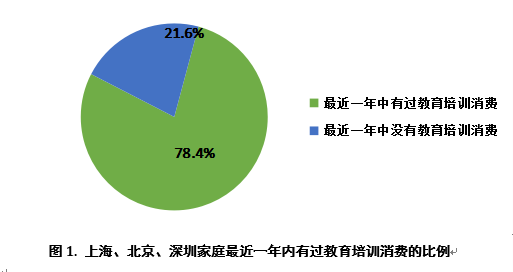 21.6%
最近一年中有过教育培训消费
最近一年中没有教育培训消费
78.4%
图 1. 上海、北京、深圳家庭最近一年内有过教育培训消费的比例